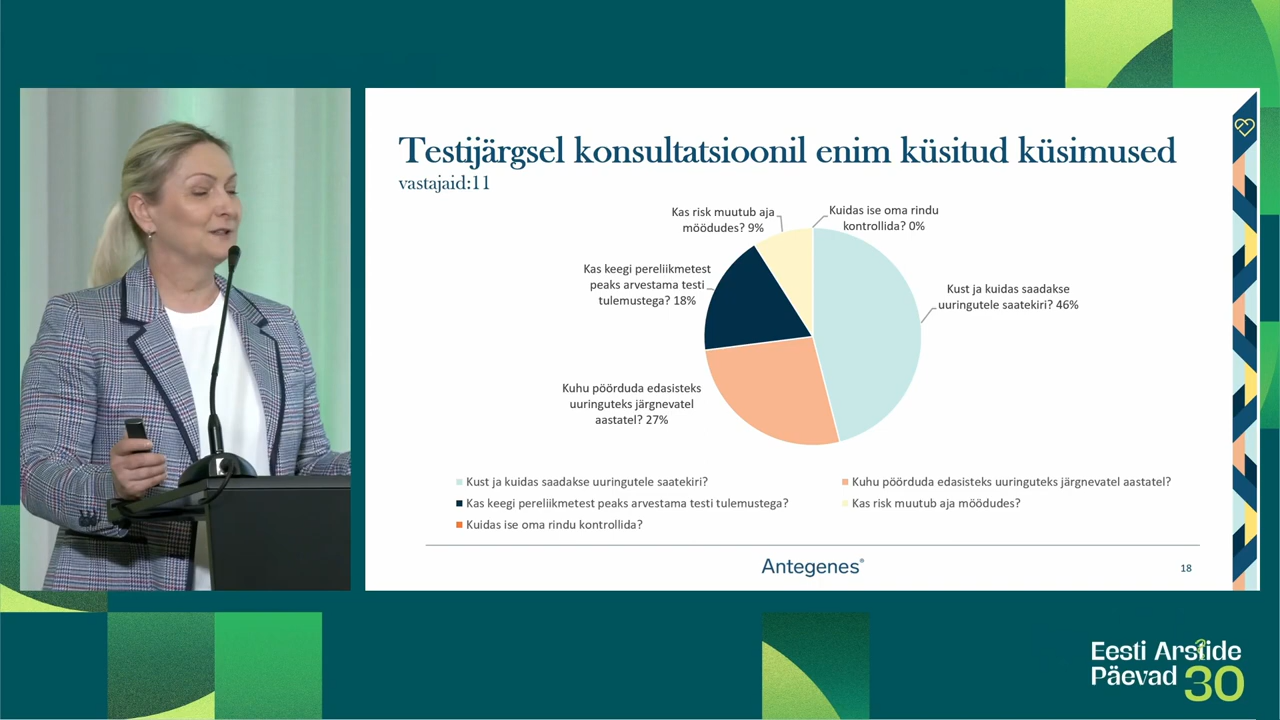 Testijärgsel konsultatsioonil enim küsitud küsimused
vastajaid:11
Kas risk muutub aja
möödudes? 9%
Kuidas ise oma rindu
kontrollida? 0%
Kas keegi pereliikmetest
peaks arvestama testi
tulemustega? 18%
Kust ja kuidas saadakse
uuringutele saatekiri? 46%
Kuhu pöörduda edasisteks
uuringuteks järgnevatel
aastatel? 27%
Kust ja kuidas saadakse uuringutele saatekiri?
Kuhu pöörduda edasisteks uuringuteks järgnevatel aastatel?
Kas keegi pereliikmetest peaks arvestama testi tulemustega?
Kas risk muutub aja möödudes?
Kuidas ise oma rindu kontrollida?
Antegenes®
18
Eesti Arstide
Päevad 30